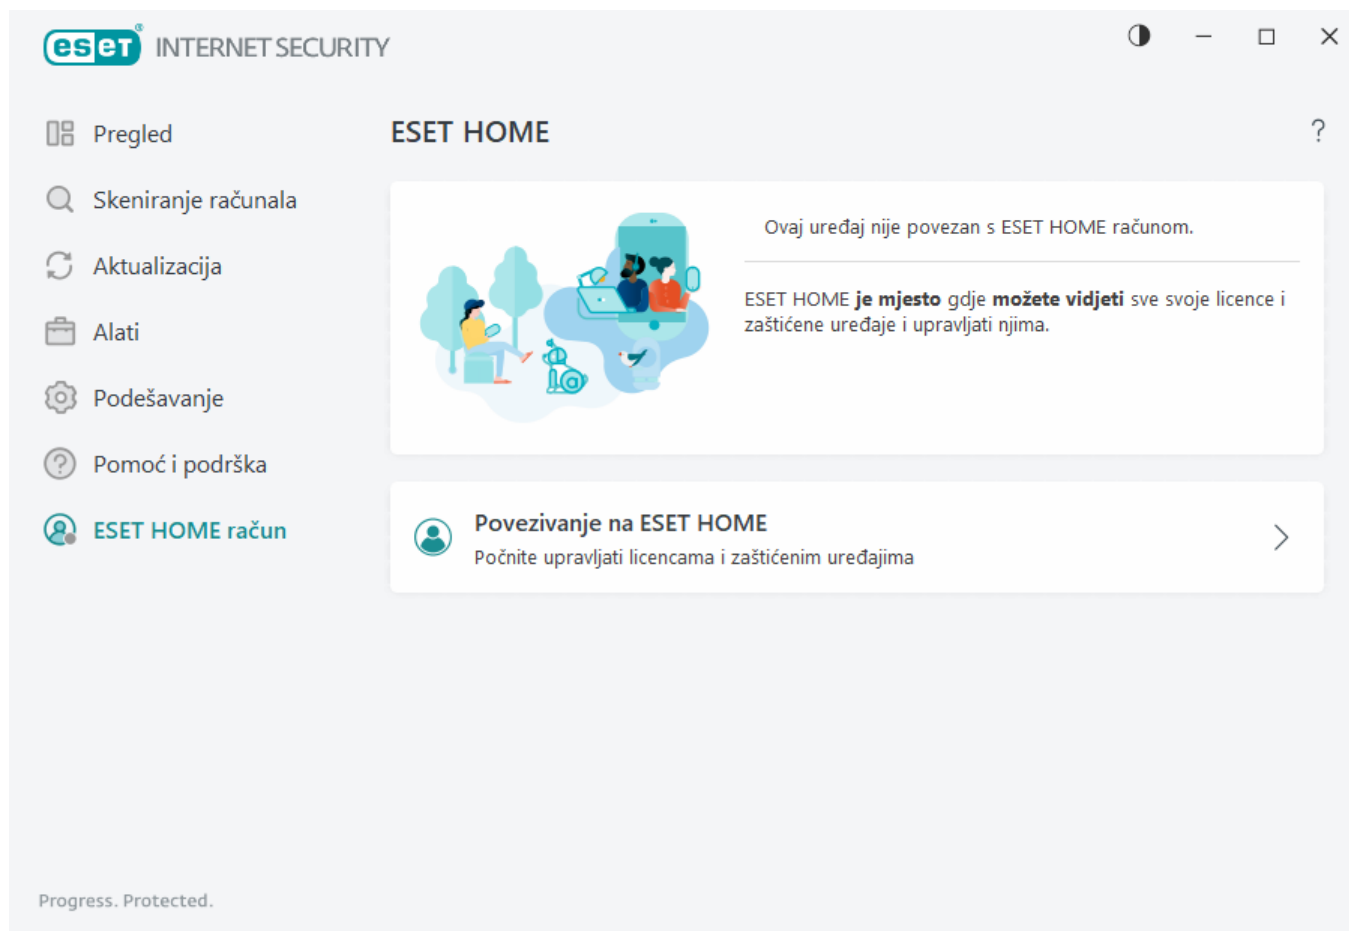 eset® INTERNET SECURITY
Pregled
Skeniranje računala
Aktualizacija
Alati
Podešavanje
Pomoć i podrška
ESET HOME račun
ESET HOME
?
Ovaj uređaj nije povezan s ESET HOME računom.
ESET HOME je mjesto gdje možete vidjeti sve svoje licence i
zaštićene uređaje i upravljati njima.
Povezivanje na ESET HOME
Počnite upravljati licencama i zaštićenim uređajima
Progress. Protected.